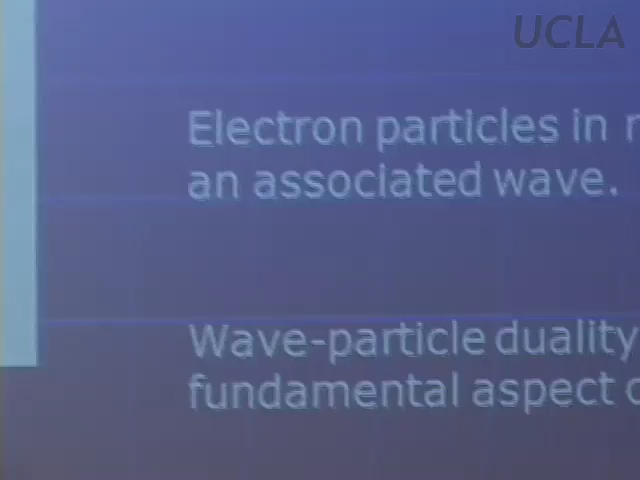 UCLA
Electron particles in
an associated wave.
Wave-particle duality
fundamental aspect